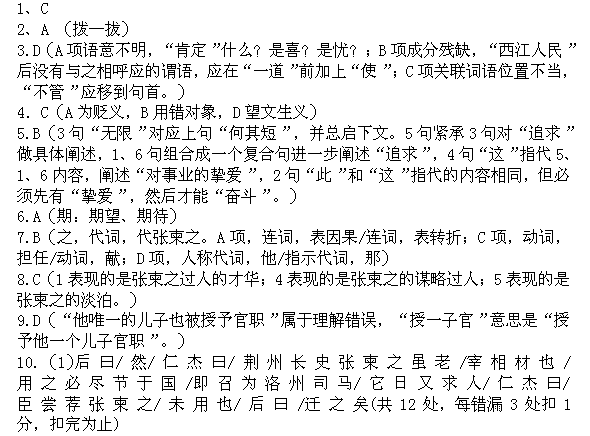 1、C
2、A （拨一拨）
3.D（A项语意不明，“肯定”什么？是喜？是忧？；B项成分残缺，“西江人民”
后没有与之相呼应的谓语，应在“一道”前加上“使”；C项关联词语位置不当，
“不管”应移到句首。）
4. C（A为贬义，B用错对象，D望文生义）
5.B（3句“无限”对应上句“何其短”，并总启下文。5句紧承3句对“追求”
做具体阐述，1、6句组合成一个复合句进一步阐述“追求”，4句“这”指代5、
1、6内容，阐述“对事业的挚爱”，2句“此”和“这”指代的内容相同，但必
须先有“挚爱”，然后才能“奋斗”。）
6.A（期：期望、期待）
7.B（之，代词，代张柬之。A项，连词，表因果/连词，表转折；C项，动词，
担任/动词，献；D项，人称代词，他/指示代词，那）
8.C（1表现的是张柬之过人的才华；4表现的是张柬之的谋略过人；5表现的是
张柬之的淡泊。）
9.D（“他唯一的儿子也被授予官职”属于理解错误，“授一子官”意思是“授
予他一个儿子官职”。）
10. (1)后 曰/ 然/ 仁 杰 曰/ 荆 州 长 史 张 柬 之 虽 老 /宰 相 材 也 /
用 之 必 尽 节 于 国 /即 召 为 洛 州 司 马/ 它 日 又 求 人/ 仁 杰 曰/
臣 尝 荐 张 柬 之/ 未 用 也/ 后 曰 /迁 之 矣(共 12 处，每错漏 3 处扣 1
分，扣完为止)